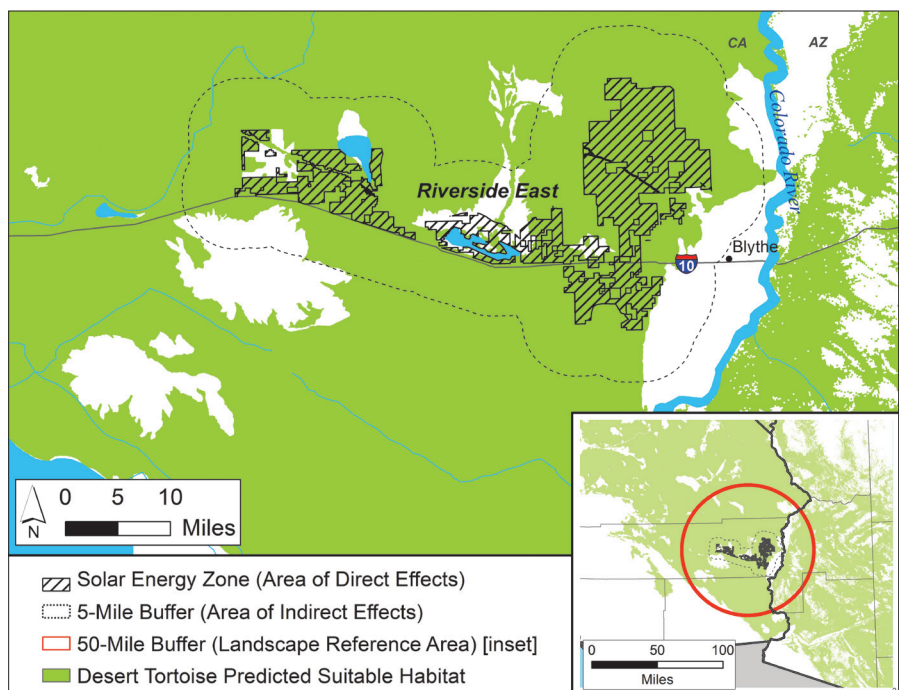 CA
AZ
Colorado River
Riverside East
Blythe
10
0 5 10
Miles
N
0 50 100
Miles
Solar Energy Zone (Area of Direct Effects)
5-Mile Buffer (Area of Indirect Effects)
50-Mile Buffer (Landscape Reference Area) [inset]
Desert Tortoise Predicted Suitable Habitat